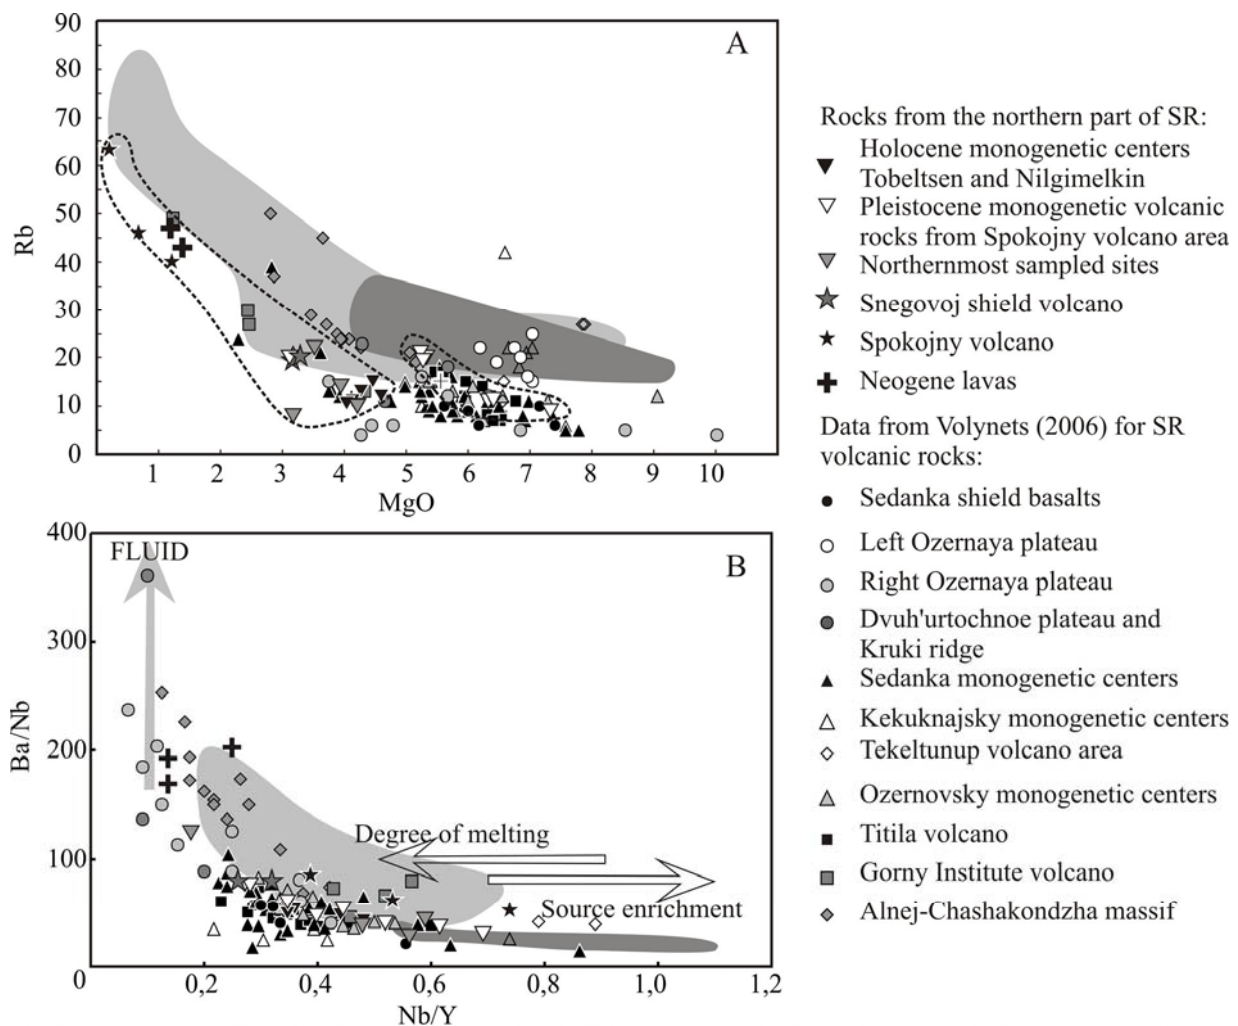 A
90
80
70
60
50
40
30
20
10
0
Rb
1 2 3 4 5 6 7 8 9 10
MgO
B
400
300
200
100
0
Ba/Nb
FLUID
Degree of melting
Source enrichment
0,2 0,4 0,6 0,8 1,0 1,2
Nb/Y
Rocks from the northern part of SR:
Holocene monogenetic centers
Tobeltsen and Nilgimelkin
Pleistocene monogenetic volcanic
rocks from Spokojny volcano area
Northernmost sampled sites
Snegovoj shield volcano
Spokojny volcano
Neogene lavas
Data from Volynets (2006) for SR
volcanic rocks:
Sedanka shield basalts
Left Ozernaya plateau
Right Ozernaya plateau
Dvuh'urtochnoe plateau and
Kruki ridge
Sedanka monogenetic centers
Kekuknajsky monogenetic centers
Tekeltunup volcano area
Ozernovsky monogenetic centers
Titila volcano
Gorny Institute volcano
Alnej-Chashakondzha massif